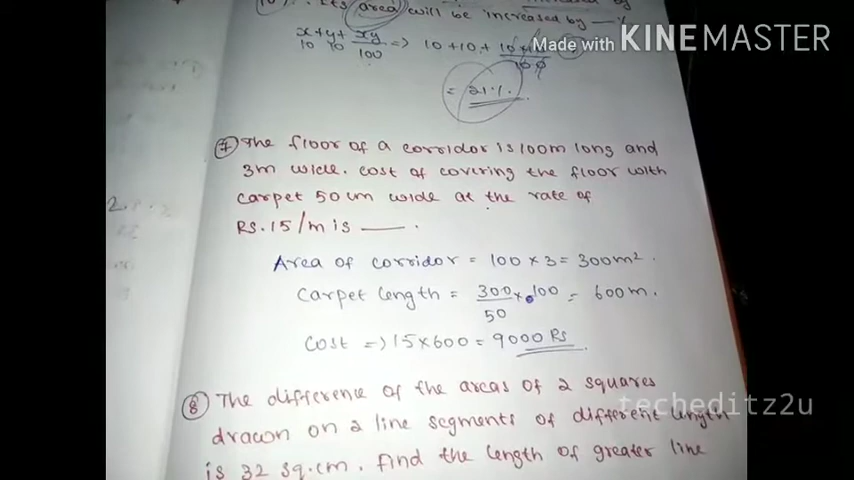 10%. Its area will be increased by — %
x+y+ xy/100 => 10+10+
10 10
Made with KINEMASTER
= 21%.
⑦ The floor of a corridor is 100m long and
3m wide. cost of covering the floor with
carpet 50cm wide at the rate of
RS.15/m is —— .
Area of corridor = 100 × 3 = 300m².
Carpet length = 300/50 × 100 = 600m.
Cost => 15×600 = 9000 RS
⑧ The difference of the areas of 2 squares
techeditz2u
drawn on 2 line segments of different length
is 32 sq.cm. Find the length of greater line